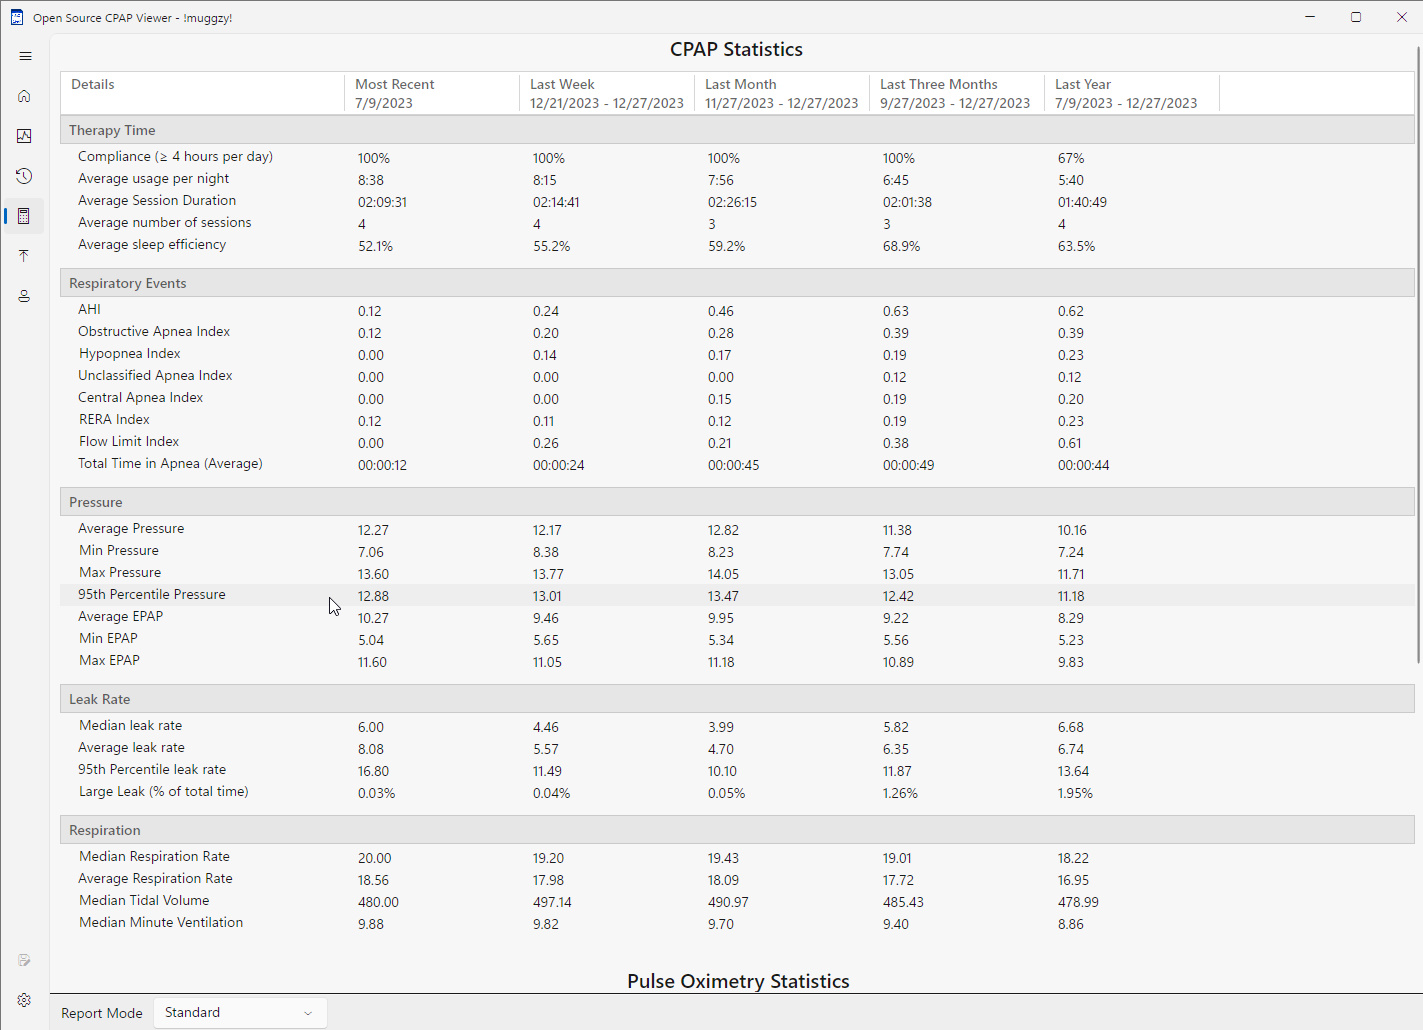 Open Source CPAP Viewer - !muggzy!
CPAP Statistics
Details Most Recent Last Week Last Month Last Three Months Last Year
7/9/2023 12/21/2023 - 12/27/2023 11/27/2023 - 12/27/2023 9/27/2023 - 12/27/2023 7/9/2023 - 12/27/2023
Therapy Time
Compliance (≥ 4 hours per day) 100% 100% 100% 100% 67%
Average usage per night 8:38 8:15 7:56 6:45 5:40
Average Session Duration 02:09:31 02:14:41 02:26:15 02:01:38 01:40:49
Average number of sessions 4 4 3 3 4
Average sleep efficiency 52.1% 55.2% 59.2% 68.9% 63.5%
Respiratory Events
AHI 0.12 0.24 0.46 0.63 0.62
Obstructive Apnea Index 0.12 0.20 0.28 0.39 0.39
Hypopnea Index 0.00 0.14 0.17 0.19 0.23
Unclassified Apnea Index 0.00 0.00 0.00 0.12 0.12
Central Apnea Index 0.00 0.00 0.15 0.19 0.20
RERA Index 0.12 0.11 0.12 0.19 0.23
Flow Limit Index 0.00 0.26 0.21 0.38 0.61
Total Time in Apnea (Average) 00:00:12 00:00:24 00:00:45 00:00:49 00:00:44
Pressure
Average Pressure 12.27 12.17 12.82 11.38 10.16
Min Pressure 7.06 8.38 8.23 7.74 7.24
Max Pressure 13.60 13.77 14.05 13.05 11.71
95th Percentile Pressure 12.88 13.01 13.47 12.42 11.18
Average EPAP 10.27 9.46 9.95 9.22 8.29
Min EPAP 5.04 5.65 5.34 5.56 5.23
Max EPAP 11.60 11.05 11.18 10.89 9.83
Leak Rate
Median leak rate 6.00 4.46 3.99 5.82 6.68
Average leak rate 8.08 5.57 4.70 6.35 6.74
95th Percentile leak rate 16.80 11.49 10.10 11.87 13.64
Large Leak (% of total time) 0.03% 0.04% 0.05% 1.26% 1.95%
Respiration
Median Respiration Rate 20.00 19.20 19.43 19.01 18.22
Average Respiration Rate 18.56 17.98 18.09 17.72 16.95
Median Tidal Volume 480.00 497.14 490.97 485.43 478.99
Median Minute Ventilation 9.88 9.82 9.70 9.40 8.86
Pulse Oximetry Statistics
Report Mode Standard